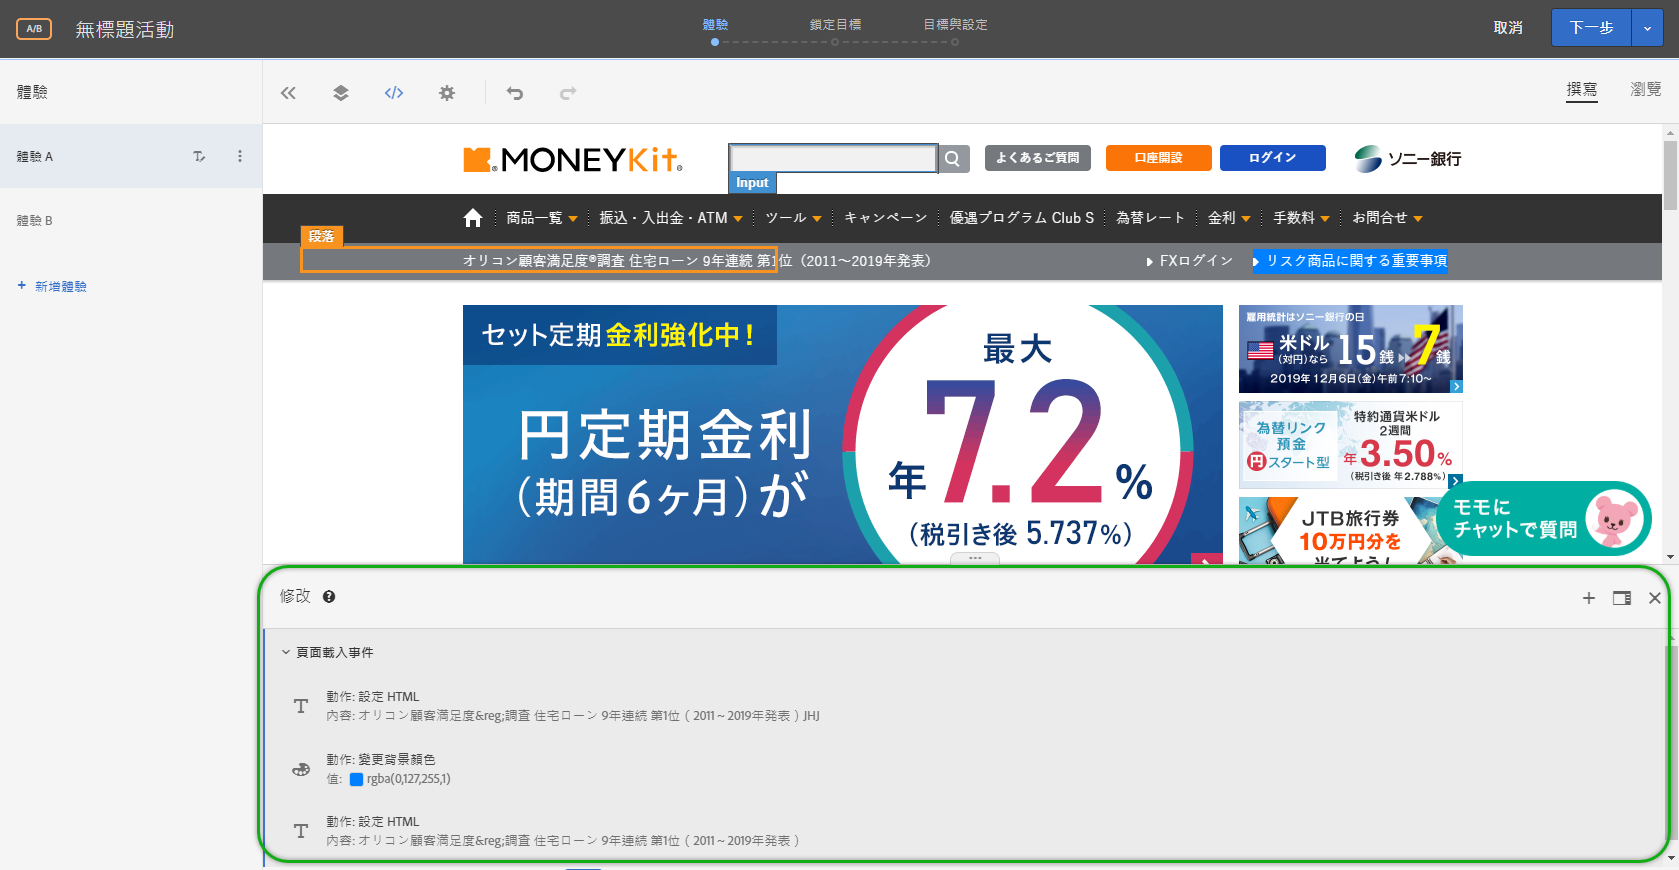 A/B
無標題活動
體驗
鎖定目標
目標與設定
取消
下一步
體驗
撰寫
瀏覽
體驗 A
體驗 B
+ 新增體驗
MONEYKit
Input
よくあるご質問
口座開設
ログイン
ソニー銀行
商品一覧
振込・入出金・ATM
ツール
キャンペーン
優遇プログラム Club S
為替レート
金利
手数料
お問合せ
段落
オリコン顧客満足度®調査 住宅ローン 9年連続 第1位（2011～2019年発表）
FXログイン
リスク商品に関する重要事項
セット定期 金利強化中！
円定期金利
（期間6ヶ月）が
最大
年7.2%
（税引き後 5.737%）
雇用統計はソニー銀行の日
米ドル
（対円）なら
15銭
7銭
2019年12月6日(金)午前7:10～
為替リンク
預金
円スタート型
特約通貨米ドル
2週間
年3.50%
（税引き後 年2.788%）
JTB旅行券
10万円分を
当てよう！
モモに
チャットで質問
修改
頁面載入事件
動作: 設定 HTML
内容: オリコン顧客満足度&reg;調査 住宅ローン 9年連続 第1位（2011～2019年発表）JHJ
動作: 變更背景顏色
值: rgba(0,127,255,1)
動作: 設定 HTML
内容: オリコン顧客満足度&reg;調査 住宅ローン 9年連続 第1位（2011～2019年発表）